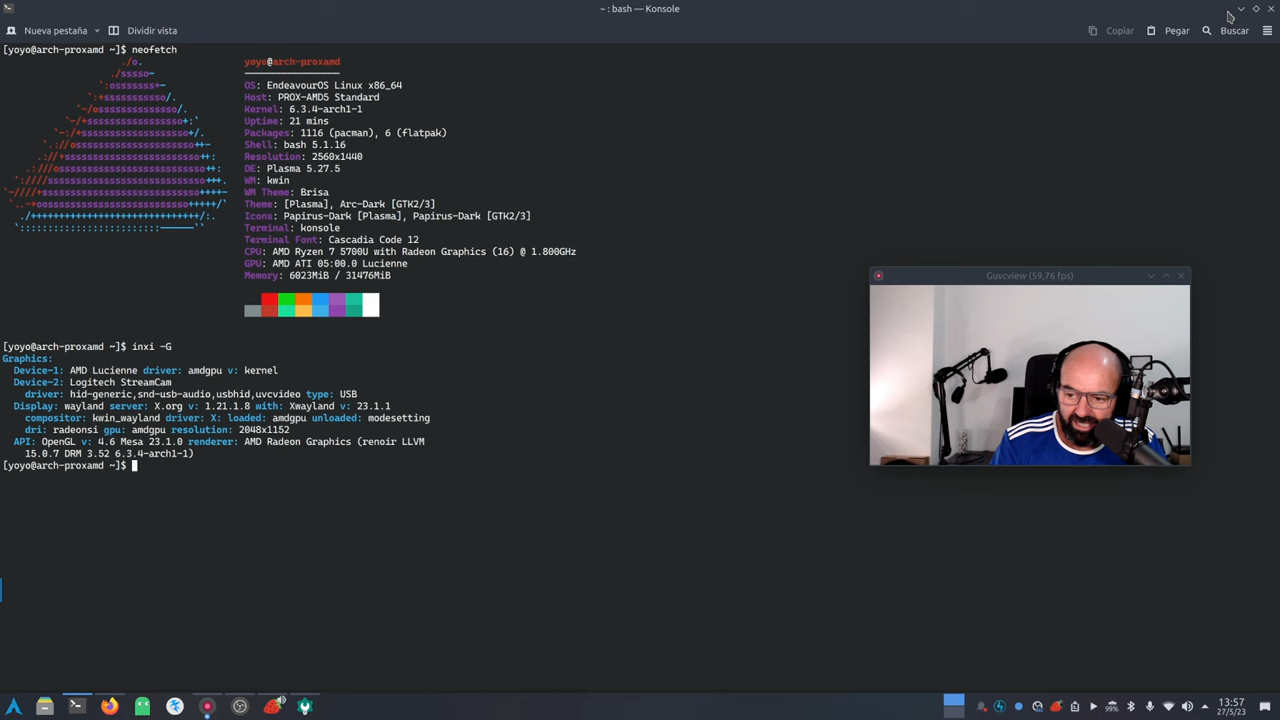 ~ : bash — Konsole
Nueva pestaña
Dividir vista
Copiar
Pegar
Buscar
[yoyo@arch-proxamd ~]$ neofetch
yoyo@arch-proxamd
OS: EndeavourOS Linux x86_64
Host: PROX-AMD5 Standard
Kernel: 6.3.4-arch1-1
Uptime: 21 mins
Packages: 1116 (pacman), 6 (flatpak)
Shell: bash 5.1.16
Resolution: 2560x1440
DE: Plasma 5.27.5
WM: kwin
WM Theme: Brisa
Theme: [Plasma], Arc-Dark [GTK2/3]
Icons: Papirus-Dark [Plasma], Papirus-Dark [GTK2/3]
Terminal: konsole
Terminal Font: Cascadia Code 12
CPU: AMD Ryzen 7 5700U with Radeon Graphics (16) @ 1.800GHz
GPU: AMD ATI 05:00.0 Lucienne
Memory: 6023MiB / 31476MiB
[yoyo@arch-proxamd ~]$ inxi -G
Graphics:
Device-1: AMD Lucienne driver: amdgpu v: kernel
Device-2: Logitech StreamCam
driver: hid-generic,snd-usb-audio,usbhid,uvcvideo type: USB
Display: wayland server: X.org v: 1.21.1.8 with: Xwayland v: 23.1.1
compositor: kwin_wayland driver: X: loaded: amdgpu unloaded: modesetting
dri: radeonsi gpu: amdgpu resolution: 2048x1152
API: OpenGL v: 4.6 Mesa 23.1.0 renderer: AMD Radeon Graphics (renoir LLVM
15.0.7 DRM 3.52 6.3.4-arch1-1)
[yoyo@arch-proxamd ~]$
Guvcview (59,76 fps)
99%
13:57
27/5/23